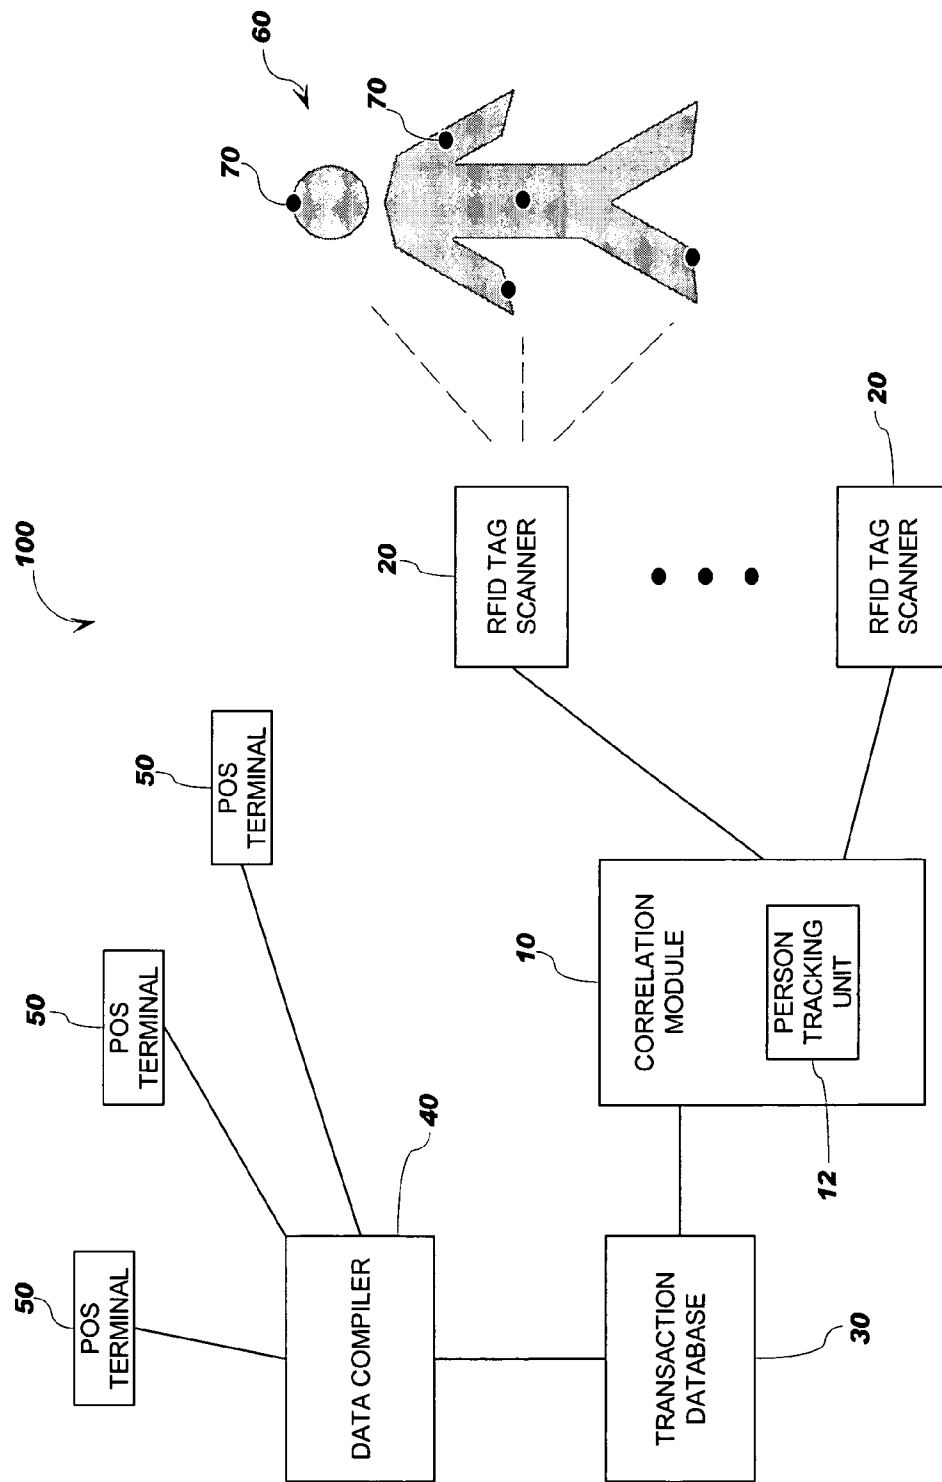 100
60
70
70
50
POS
TERMINAL
50
POS
TERMINAL
50
POS
TERMINAL
20
RFID TAG
SCANNER
20
RFID TAG
SCANNER
40
DATA COMPILER
10
CORRELATION
MODULE
PERSON
TRACKING
UNIT
12
TRANSACTION
DATABASE
30